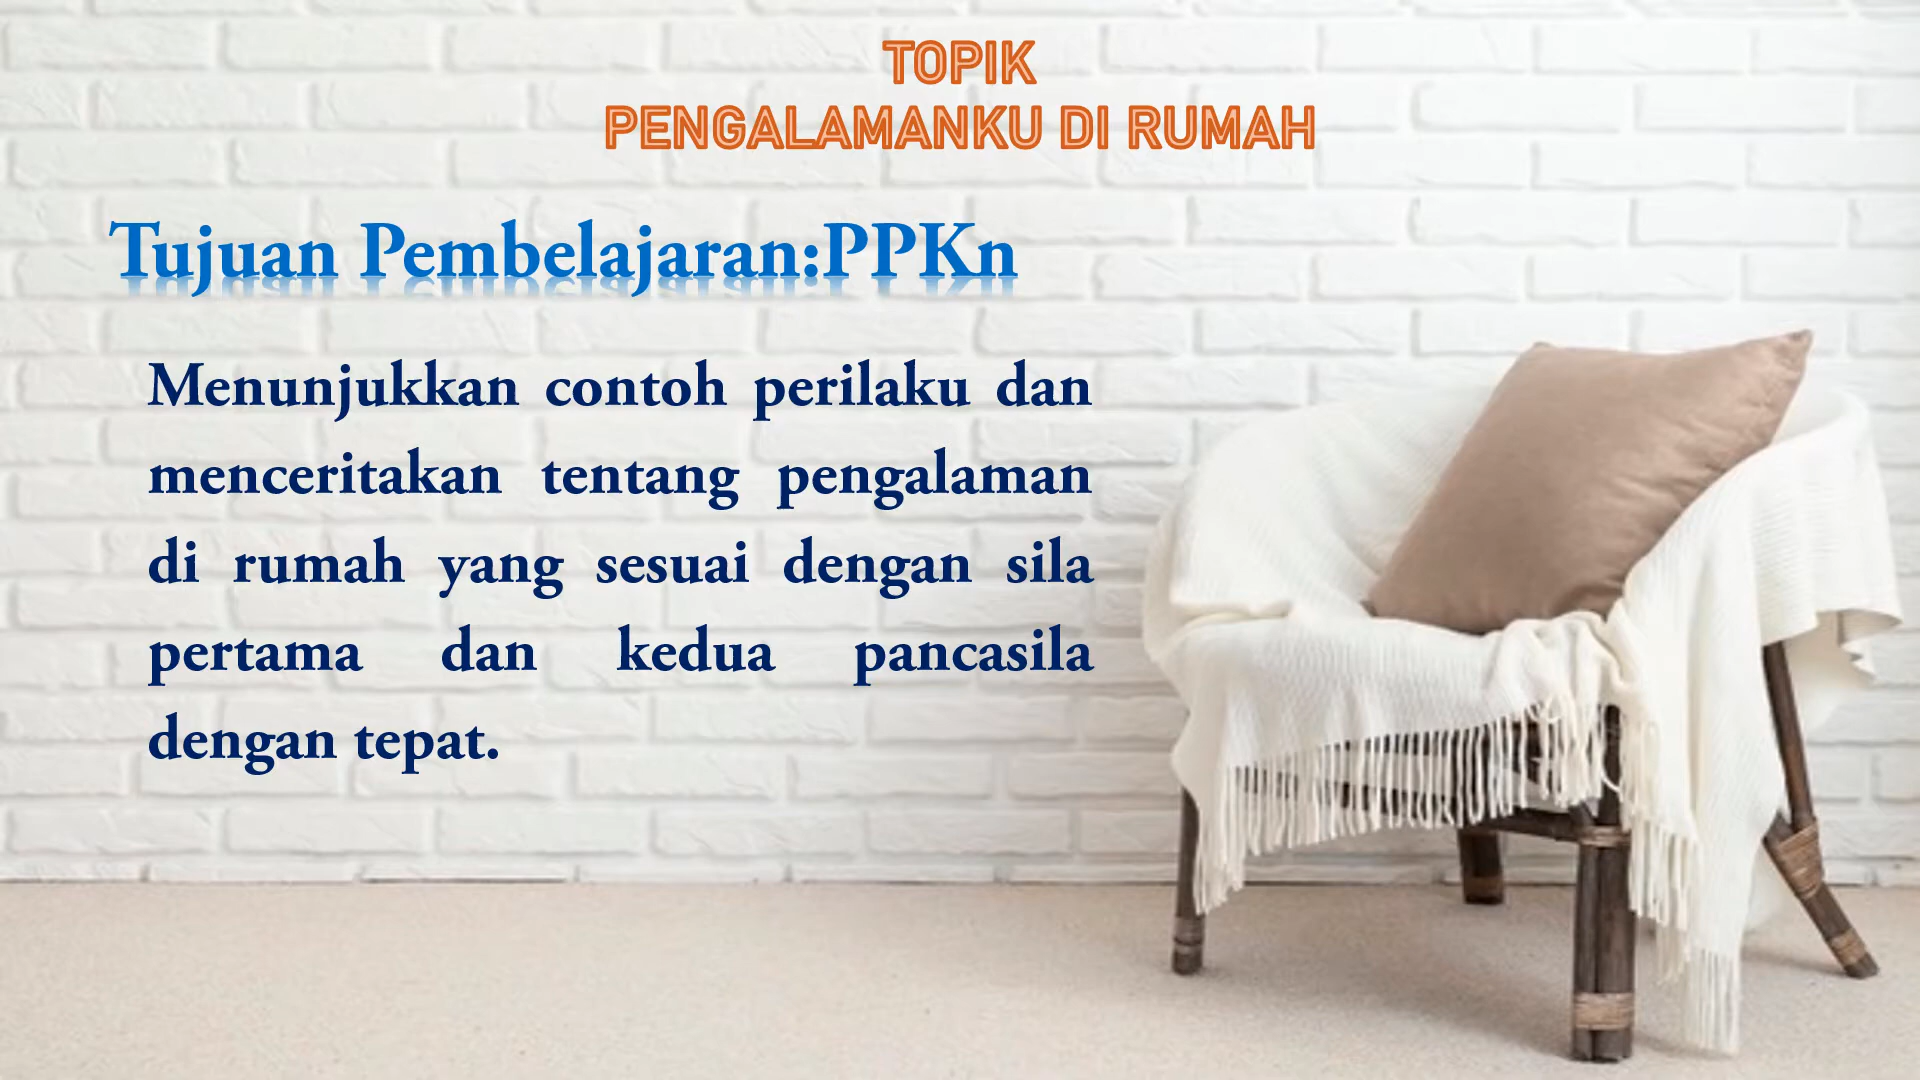 TOPIK
PENGALAMANKU DI RUMAH
Tujuan Pembelajaran:PPKn
Menunjukkan contoh perilaku dan
menceritakan tentang pengalaman
di rumah yang sesuai dengan sila
pertama dan kedua pancasila
dengan tepat.